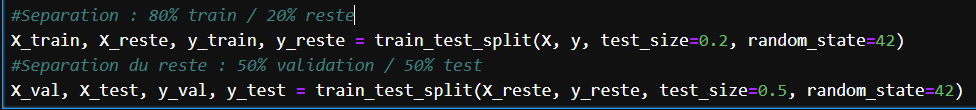 #Separation : 80% train / 20% reste
X_train, X_reste, y_train, y_reste = train_test_split(X, y, test_size=0.2, random_state=42)
#Separation du reste : 50% validation / 50% test
X_val, X_test, y_val, y_test = train_test_split(X_reste, y_reste, test_size=0.5, random_state=42)